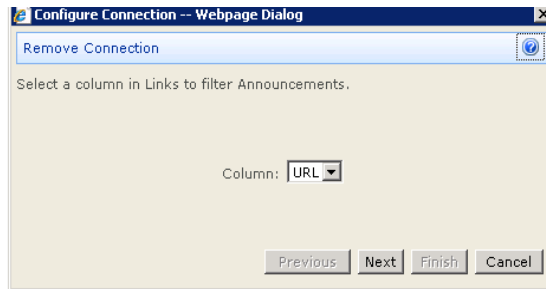 Configure Connection -- Webpage Dialog
Remove Connection
Select a column in Links to filter Announcements.
Column: URL
Previous Next Finish Cancel